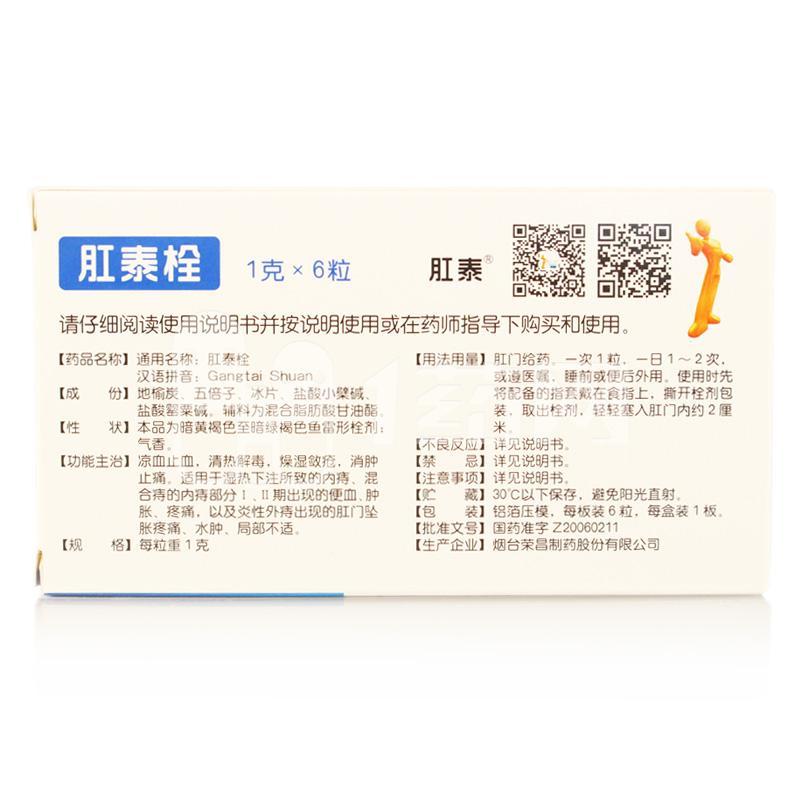 肛泰栓 1克×6粒 肛泰®
请仔细阅读使用说明书并按说明使用或在药师指导下购买和使用。
【药品名称】通用名称：肛泰栓
汉语拼音：Gangtai Shuan
【成 份】地榆炭、五倍子、冰片、盐酸小檗碱、
盐酸罂粟碱。辅料为混合脂肪酸甘油酯。
【性 状】本品为暗黄褐色至暗绿褐色鱼雷形栓剂；
气香。
【功能主治】凉血止血，清热解毒，燥湿敛疮，消肿
止痛。适用于湿热下注所致的内痔、混
合痔的内痔部分Ⅰ、Ⅱ期出现的便血、肿
胀、疼痛，以及炎性外痔出现的肛门坠
胀疼痛、水肿、局部不适。
【规 格】每粒重1克
【用法用量】肛门给药。一次1粒，一日1～2次，
或遵医嘱，睡前或便后外用。使用时先
将配备的指套戴在食指上，撕开栓剂包
装，取出栓剂，轻轻塞入肛门内约2厘
米。
【不良反应】详见说明书。
【禁 忌】详见说明书。
【注意事项】详见说明书。
【贮 藏】30℃以下保存，避免阳光直射。
【包 装】铝箔压模，每板装6粒，每盒装1板。
【批准文号】国药准字 Z20060211
【生产企业】烟台荣昌制药股份有限公司